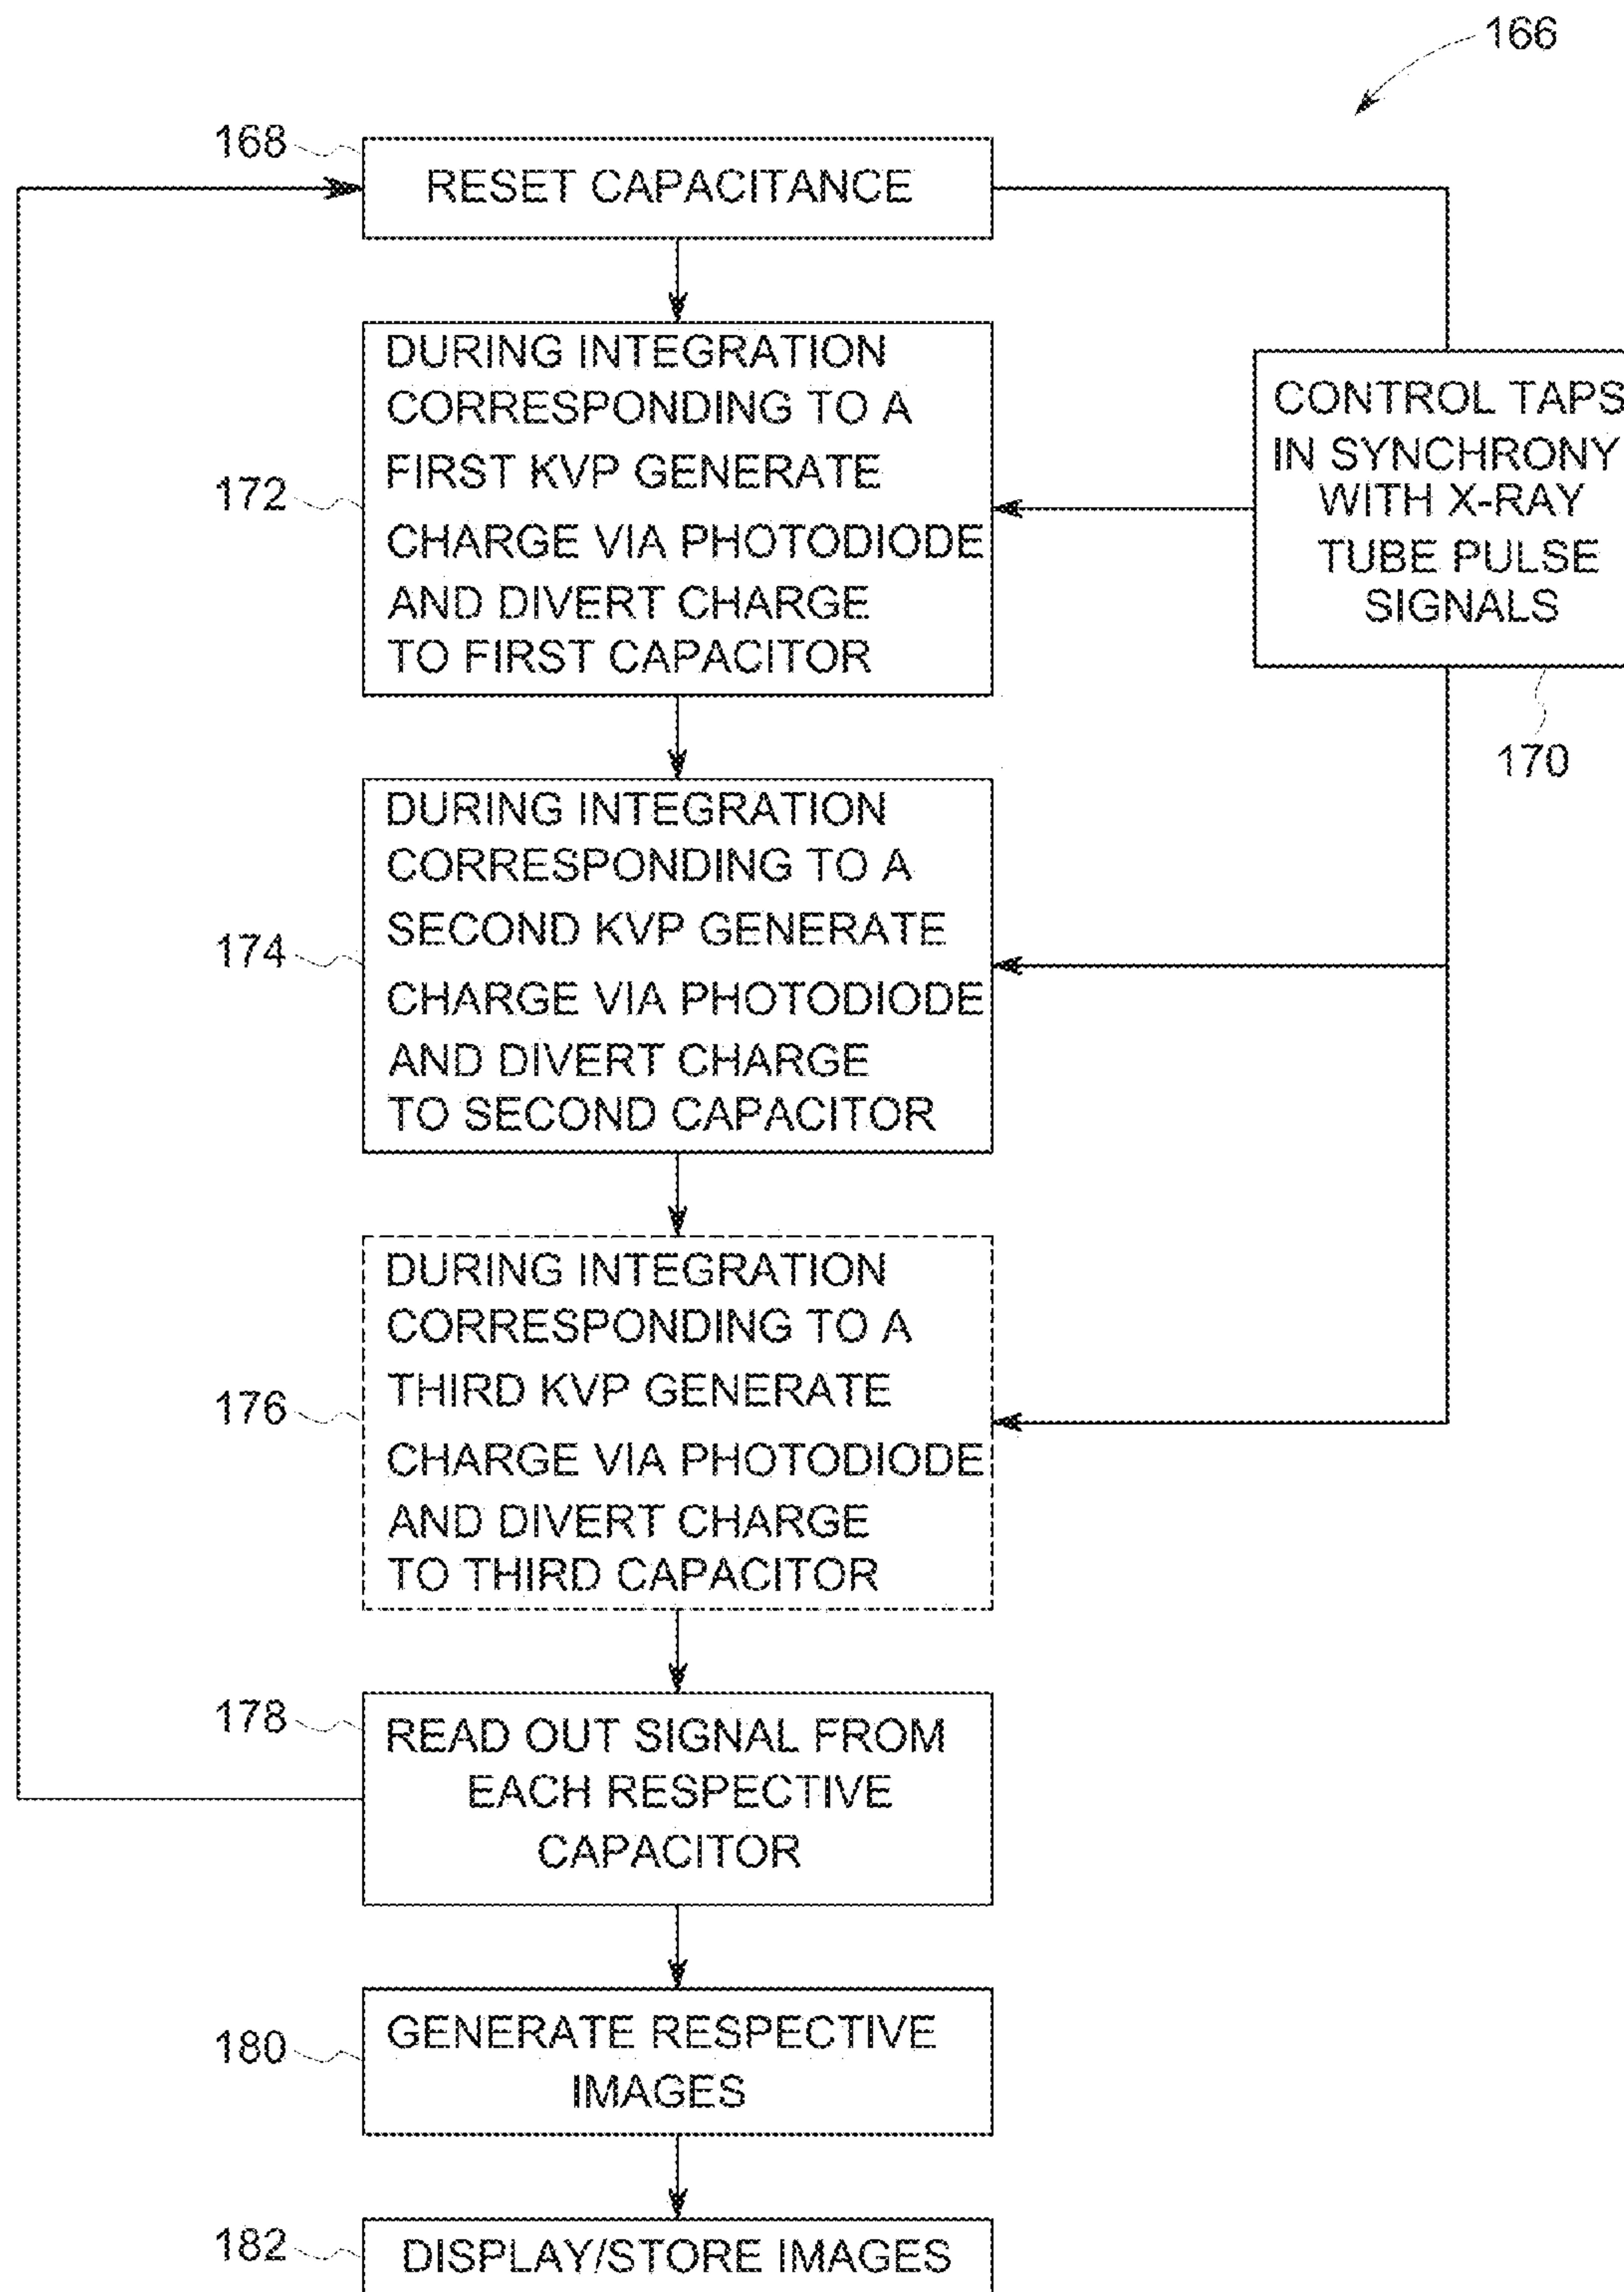 166
168
RESET CAPACITANCE
172
DURING INTEGRATION
CORRESPONDING TO A
FIRST KVP GENERATE
CHARGE VIA PHOTODIODE
AND DIVERT CHARGE
TO FIRST CAPACITOR
CONTROL TAPS
IN SYNCHRONY
WITH X-RAY
TUBE PULSE
SIGNALS
170
174
DURING INTEGRATION
CORRESPONDING TO A
SECOND KVP GENERATE
CHARGE VIA PHOTODIODE
AND DIVERT CHARGE
TO SECOND CAPACITOR
176
DURING INTEGRATION
CORRESPONDING TO A
THIRD KVP GENERATE
CHARGE VIA PHOTODIODE
AND DIVERT CHARGE
TO THIRD CAPACITOR
178
READ OUT SIGNAL FROM
EACH RESPECTIVE
CAPACITOR
180
GENERATE RESPECTIVE
IMAGES
182
DISPLAY/STORE IMAGES